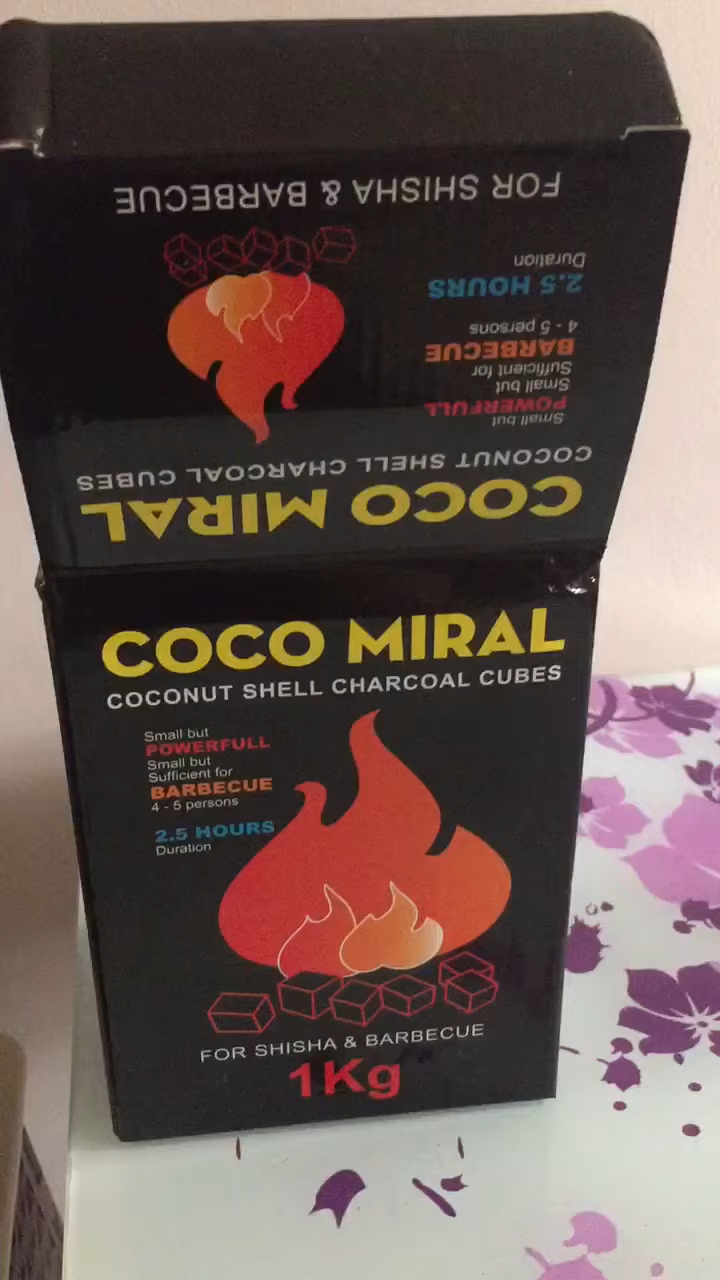 FOR SHISHA & BARBECUE
2.5 HOURS
Duration
Small but
POWERFULL
Small but
Sufficient for
BARBECUE
4 - 5 persons
COCONUT SHELL CHARCOAL CUBES
COCO MIRAL
COCO MIRAL
COCONUT SHELL CHARCOAL CUBES
Small but
POWERFULL
Small but
Sufficient for
BARBECUE
4 - 5 persons
2.5 HOURS
Duration
FOR SHISHA & BARBECUE
1Kg